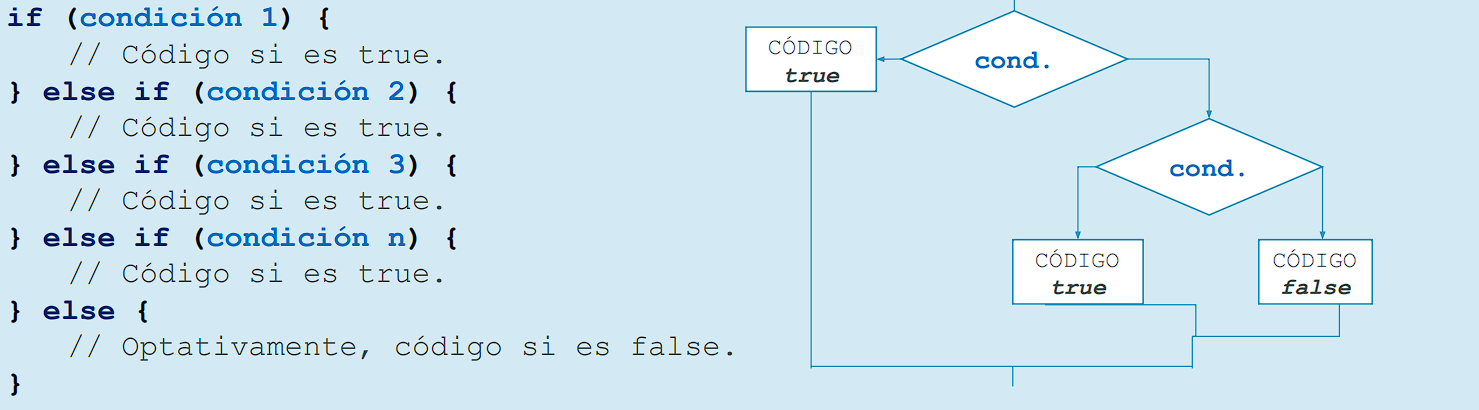 if (condición 1) {
// Código si es true.
} else if (condición 2) {
// Código si es true.
} else if (condición 3) {
// Código si es true.
} else if (condición n) {
// Código si es true.
} else {
// Optativamente, código si es false.
}
CÓDIGO
true
cond.
cond.
CÓDIGO
true
CÓDIGO
false